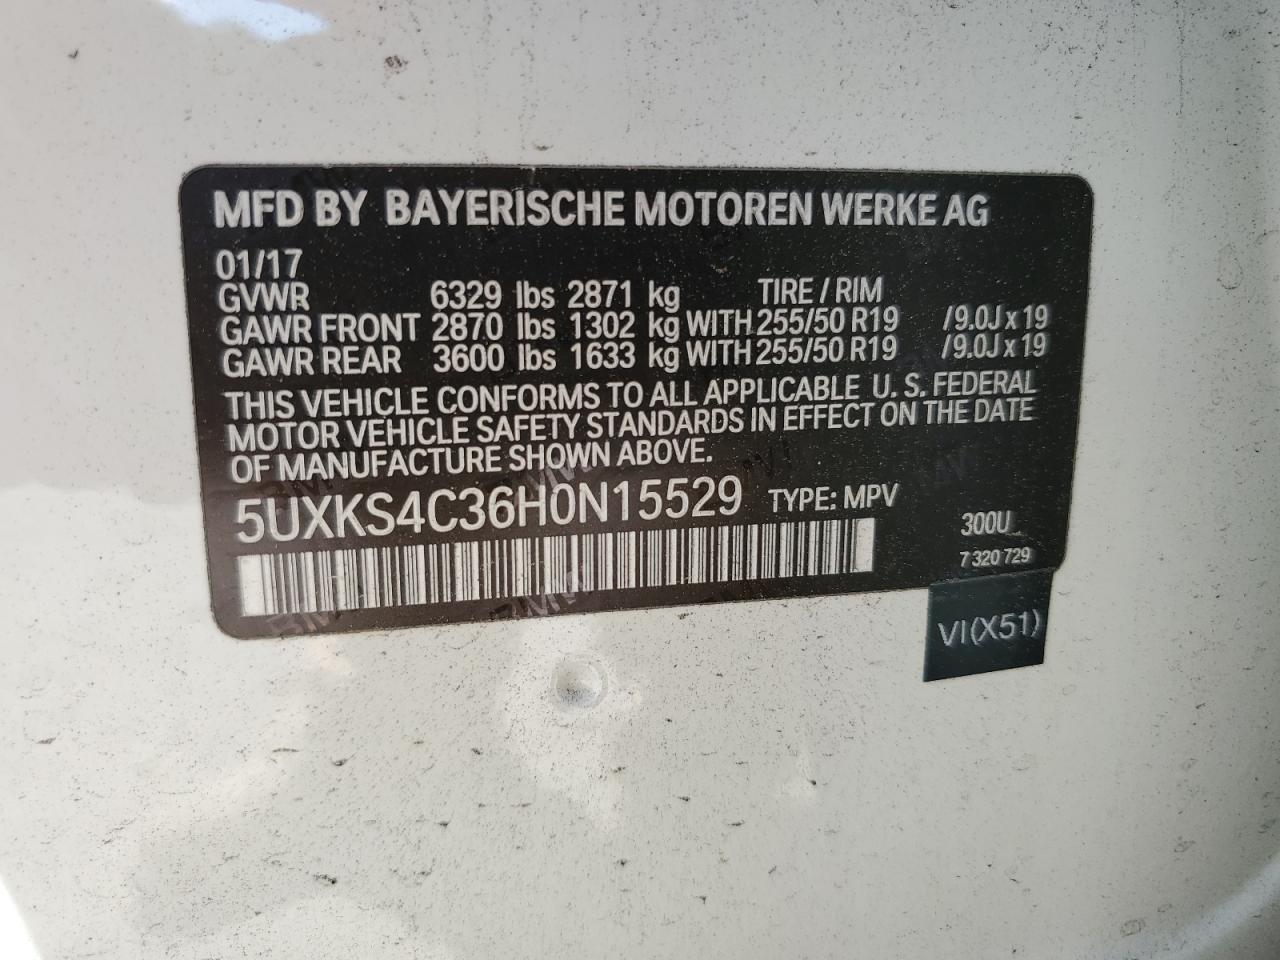 MFD BY BAYERISCHE MOTOREN WERKE AG
01/17
GVWR 6329 lbs 2871 kg TIRE / RIM
GAWR FRONT 2870 lbs 1302 kg WITH 255/50 R19 /9.0J x 19
GAWR REAR 3600 lbs 1633 kg WITH 255/50 R19 /9.0J x 19
THIS VEHICLE CONFORMS TO ALL APPLICABLE U. S. FEDERAL
MOTOR VEHICLE SAFETY STANDARDS IN EFFECT ON THE DATE
OF MANUFACTURE SHOWN ABOVE.
5UXKS4C36H0N15529 TYPE: MPV
300U
7 320 729
VI(X51)